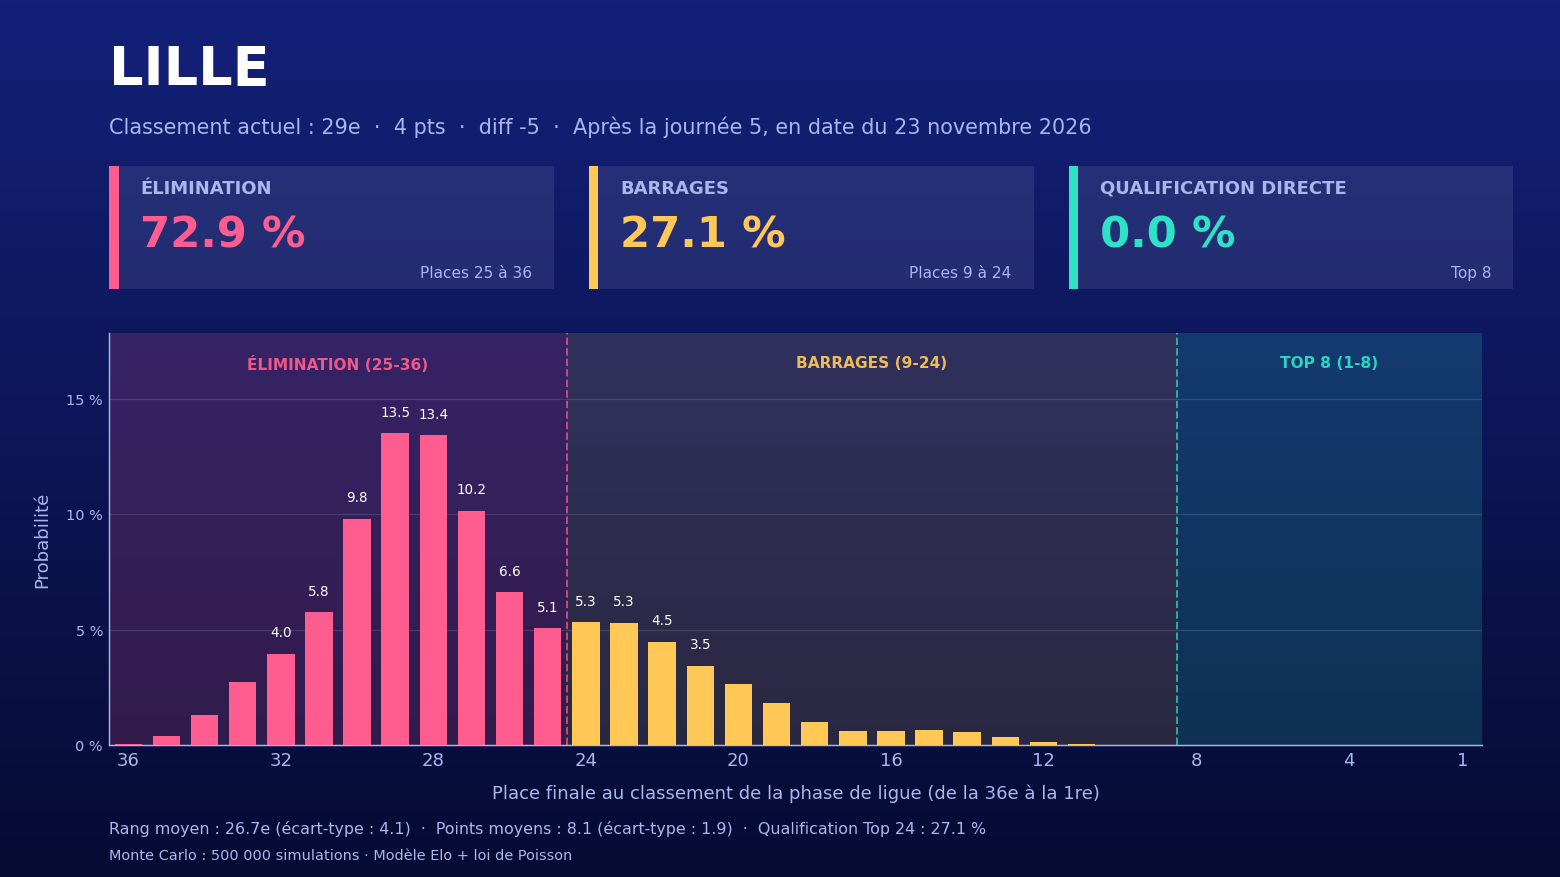 LILLE
Classement actuel : 29e · 4 pts · diff -5 · Après la journée 5, en date du 23 novembre 2026
ÉLIMINATION
72.9 %
Places 25 à 36
BARRAGES
27.1 %
Places 9 à 24
QUALIFICATION DIRECTE
0.0 %
Top 8
ÉLIMINATION (25-36)
BARRAGES (9-24)
TOP 8 (1-8)
Probabilité
15 %
10 %
5 %
0 %
4.0
5.8
9.8
13.5
13.4
10.2
6.6
5.1
5.3
5.3
4.5
3.5
36 32 28 24 20 16 12 8 4 1
Place finale au classement de la phase de ligue (de la 36e à la 1re)
Rang moyen : 26.7e (écart-type : 4.1) · Points moyens : 8.1 (écart-type : 1.9) · Qualification Top 24 : 27.1 %
Monte Carlo : 500 000 simulations · Modèle Elo + loi de Poisson